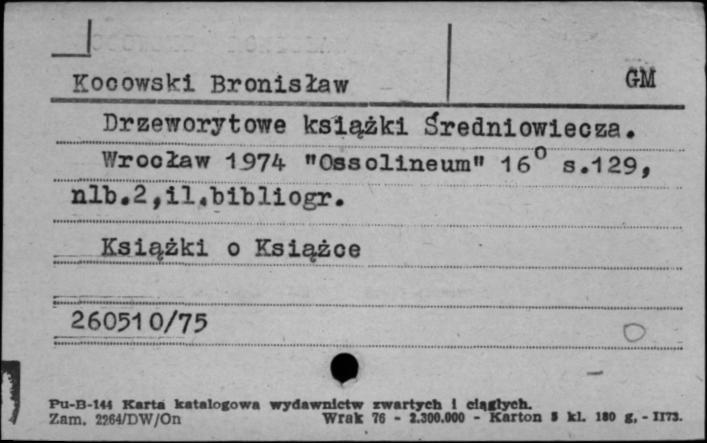 Kocowski Bronisław GM
Drzeworytowe książki Średniowiecza.
Wrocław 1974 "Ossolineum" 16⁰ s.129,
nlb.2,il.bibliogr.
Książki o Książce
260510/75
Pu-B-144 Karta katalogowa wydawnictw zwartych i ciągłych.
Zam. 2264/DW/On Wrak 76 - 2.300.000 - Karton 5 kl. 180 g. - II73.